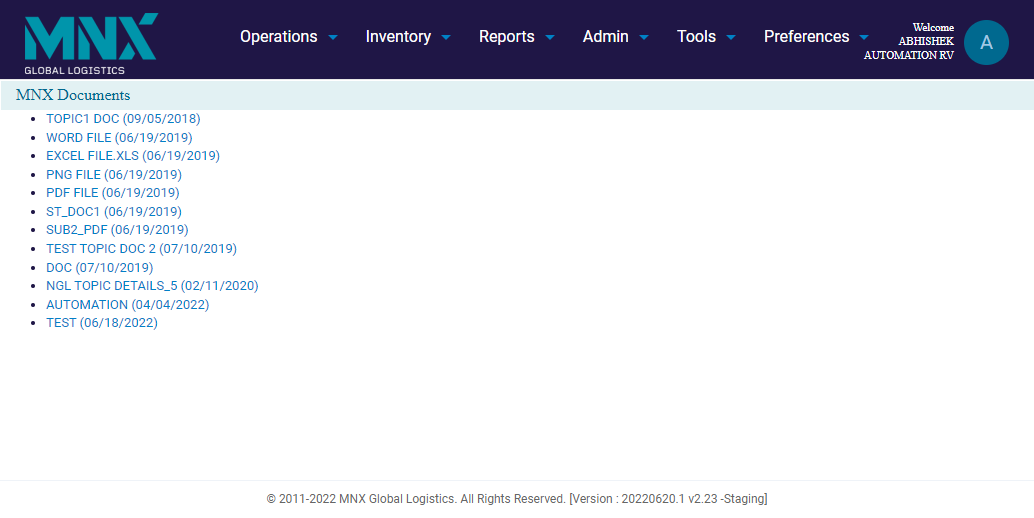 MNX
GLOBAL LOGISTICS
Operations Inventory Reports Admin Tools Preferences
Welcome
ABHISHEK
AUTOMATION RV
A
MNX Documents
TOPIC1 DOC (09/05/2018)
WORD FILE (06/19/2019)
EXCEL FILE.XLS (06/19/2019)
PNG FILE (06/19/2019)
PDF FILE (06/19/2019)
ST_DOC1 (06/19/2019)
SUB2_PDF (06/19/2019)
TEST TOPIC DOC 2 (07/10/2019)
DOC (07/10/2019)
NGL TOPIC DETAILS_5 (02/11/2020)
AUTOMATION (04/04/2022)
TEST (06/18/2022)
© 2011-2022 MNX Global Logistics. All Rights Reserved. [Version : 20220620.1 v2.23 -Staging]